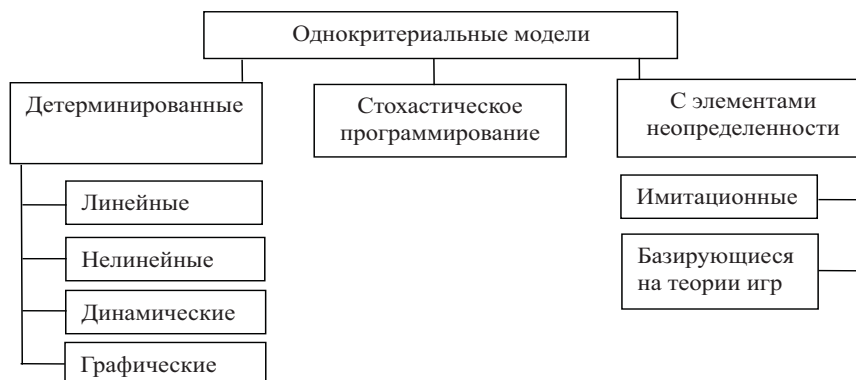 Однокритериальные модели
Детерминированные
Стохастическое
программирование
С элементами
неопределенности
Линейные
Нелинейные
Динамические
Графические
Имитационные
Базирующиеся
на теории игр